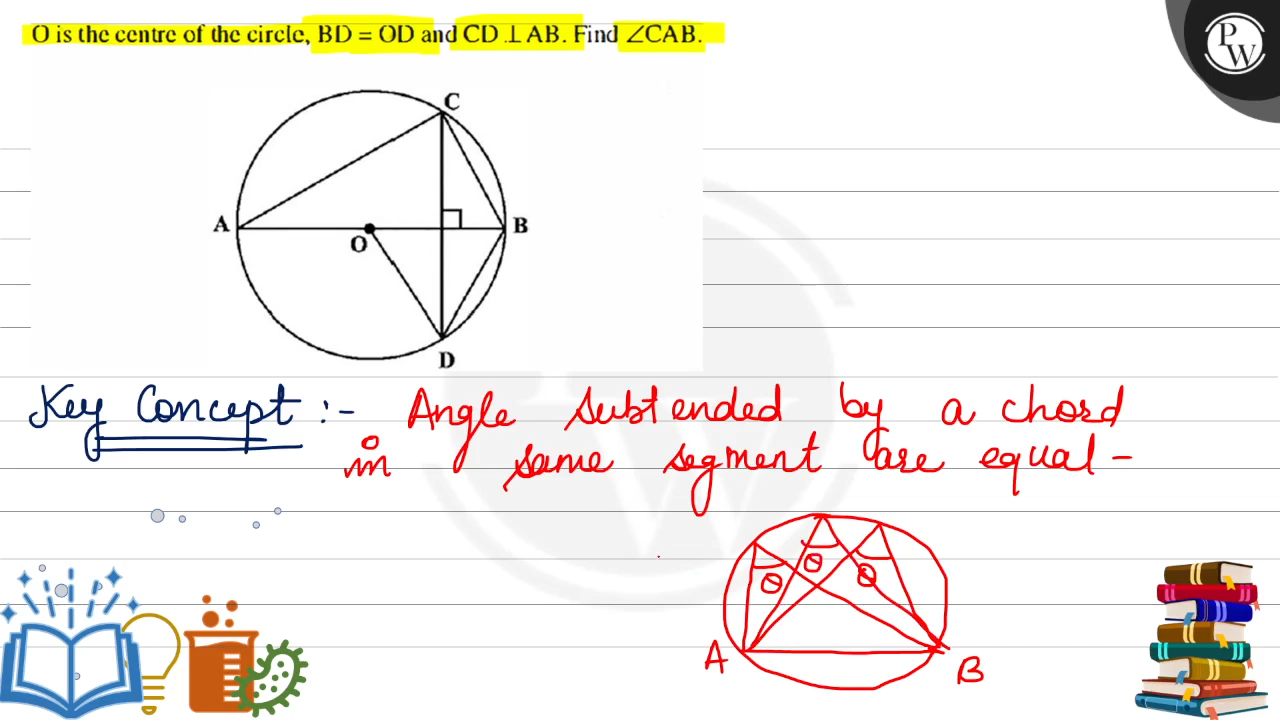 O is the centre of the circle, BD = OD and CD ⊥ AB. Find ∠CAB.
PW
C
A
B
O
D
Key Concept :- Angle subtended by a chord
in same segment are equal -
θ θ θ
A B